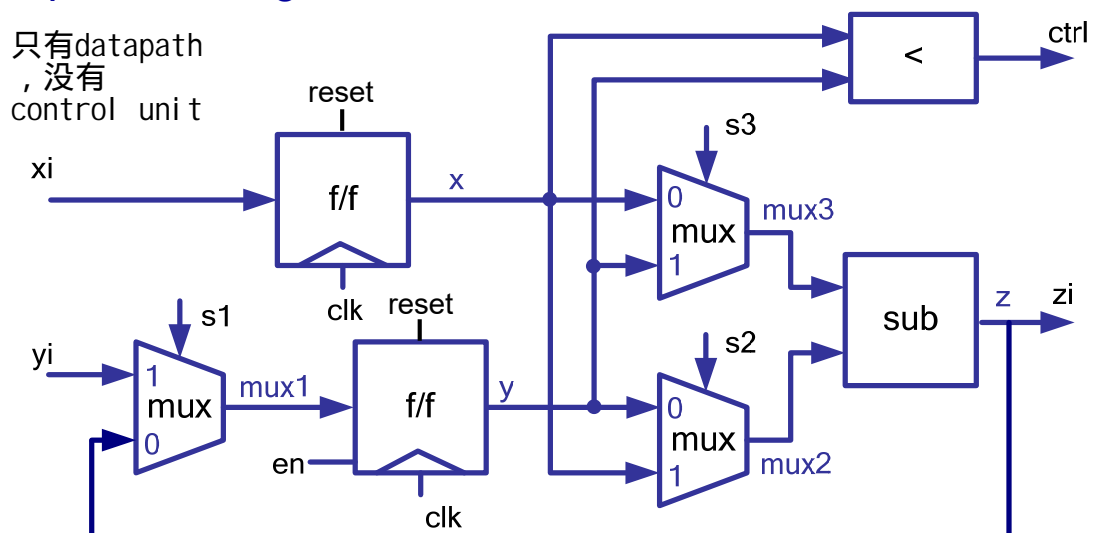 只有datapath
,没有
control unit
ctrl
<
reset
s3
xi
f/f
x
0
mux
1
mux3
clk
reset
sub
z
zi
s1
yi
1
mux
0
mux1
f/f
y
en
clk
s2
0
mux
1
mux2